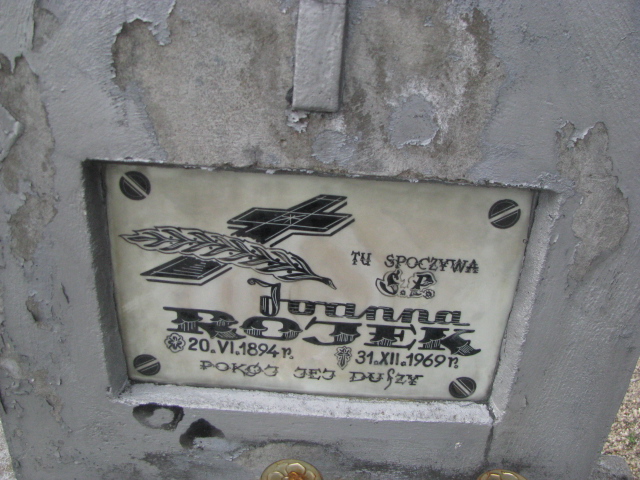 TU SPOCZYWA
Ś.P.
Joanna
ROJEK
20.VI.1894 r. 31.XII.1969 r.
POKÓJ JEJ DUSZY